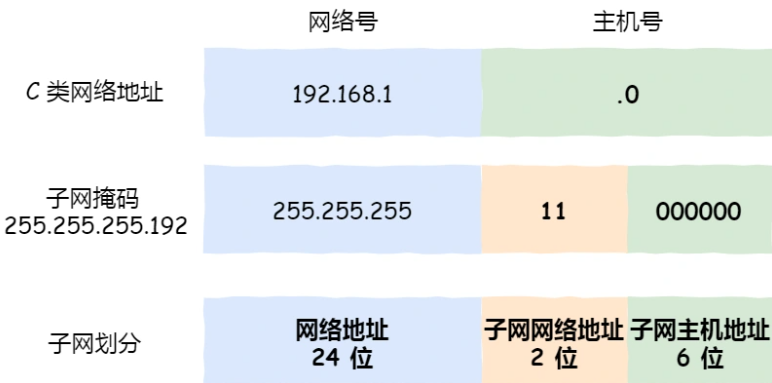 网络号 主机号
C 类网络地址 192.168.1 .0
子网掩码
255.255.255.192
255.255.255 11 000000
子网划分
网络地址
24 位
子网网络地址
2 位
子网主机地址
6 位